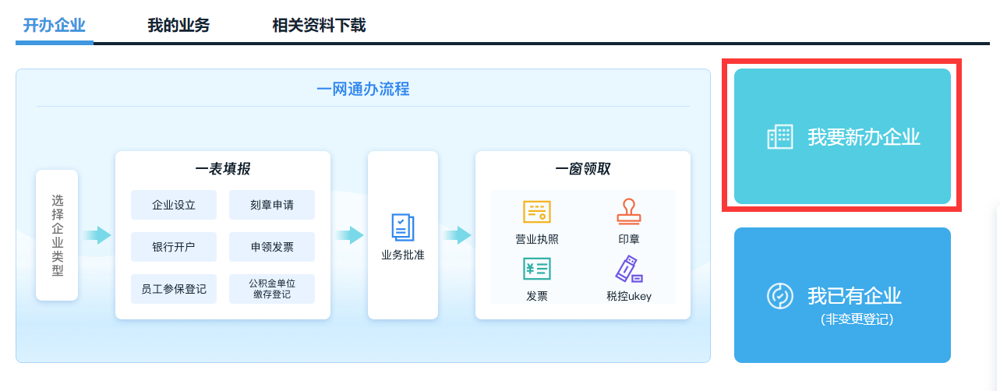 开办企业
我的业务
相关资料下载
一网通办流程
选择企业类型
一表填报
企业设立
刻章申请
银行开户
申领发票
员工参保登记
公积金单位
缴存登记
业务批准
一窗领取
营业执照
印章
发票
税控ukey
我要新办企业
我已有企业
(非变更登记)